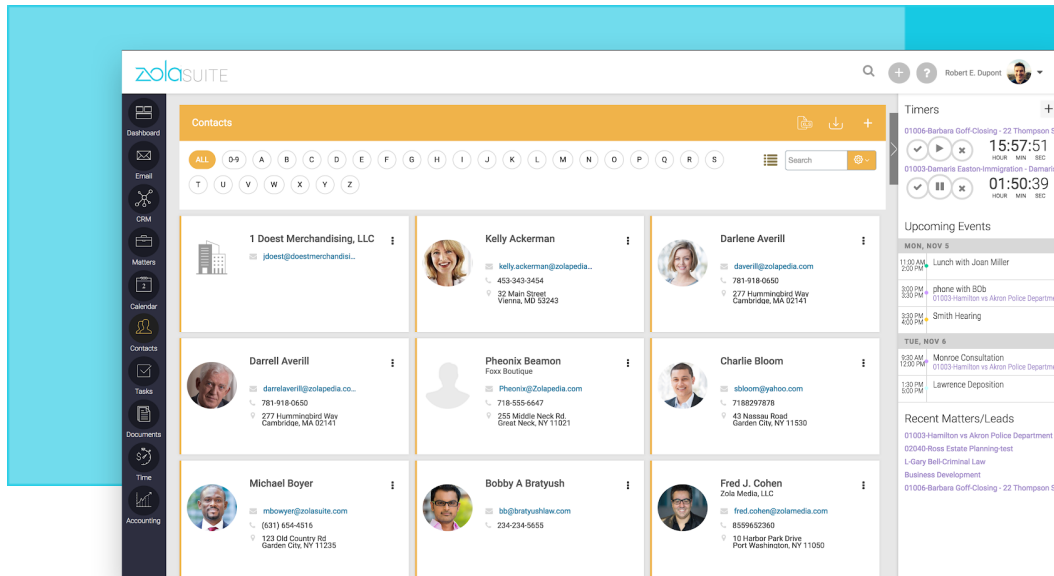 zolaSUITE
Robert E. Dupont
Dashboard
Email
CRM
Matters
2
Calendar
Contacts
Tasks
Documents
Time
Accounting
Contacts
ALL 0-9 A B C D E F G H I J K L M N O P Q R S
Search
T U V W X Y Z
1 Doest Merchandising, LLC
jdoest@doestmerchandisi...
Kelly Ackerman
kelly.ackerman@zolapedia...
453-343-3454
32 Main Street
Vienna, MD 53243
Darlene Averill
daverill@zolapedia.com
781-918-0650
277 Hummingbird Way
Cambridge, MA 02141
Darrell Averill
darrelaverill@zolapedia.co...
781-918-0650
277 Hummingbird Way
Cambridge, MA 02141
Pheonix Beamon
Foxx Boutique
Pheonix@Zolapedia.com
718-555-6647
255 Middle Neck Rd.
Great Neck, NY 11021
Charlie Bloom
sbloom@yahoo.com
7188297878
43 Nassau Road
Garden City, NY 11530
Michael Boyer
mbowyer@zolasuite.com
(631) 654-4516
123 Old Country Rd
Garden City, NY 11235
Bobby A Bratyush
bb@bratyushlaw.com
234-234-5655
Fred J. Cohen
Zola Media, LLC
fred.cohen@zolamedia.com
8559652360
10 Harbor Park Drive
Port Washington, NY 11050
Timers
01006-Barbara Goff-Closing - 22 Thompson S
15:57:51
HOUR MIN SEC
01003-Damaris Easton-Immigration - Damaris
01:50:39
HOUR MIN SEC
Upcoming Events
MON, NOV 5
11:00 AM
2:00 PM
Lunch with Joan Miller
3:00 PM
3:30 PM
phone with BOb
01003-Hamilton vs Akron Police Departme
3:30 PM
4:00 PM
Smith Hearing
TUE, NOV 6
9:30 AM
12:00 PM
Monroe Consultation
01003-Hamilton vs Akron Police Departme
1:30 PM
5:00 PM
Lawrence Deposition
Recent Matters/Leads
01003-Hamilton vs Akron Police Department
02040-Ross Estate Planning-test
L-Gary Bell-Criminal Law
Business Development
01006-Barbara Goff-Closing - 22 Thompson S